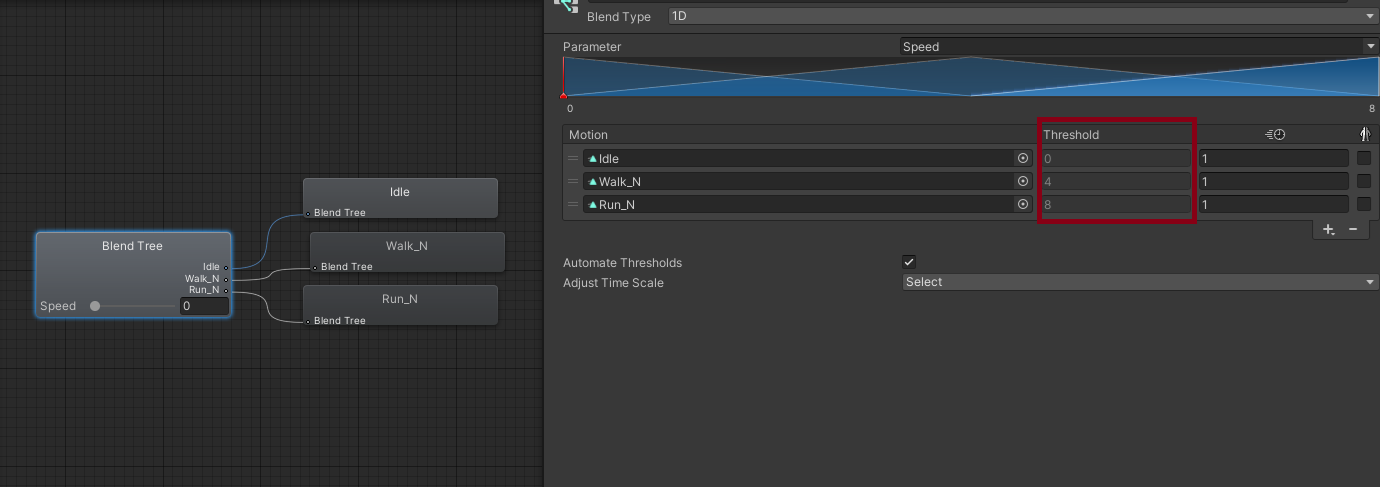 Blend Type 1D
Parameter Speed
0 8
Motion Threshold
Idle 0 1
Walk_N 4 1
Run_N 8 1
Automate Thresholds
Adjust Time Scale Select
Blend Tree
Idle
Walk_N
Run_N
Speed 0
Idle
Blend Tree
Walk_N
Blend Tree
Run_N
Blend Tree